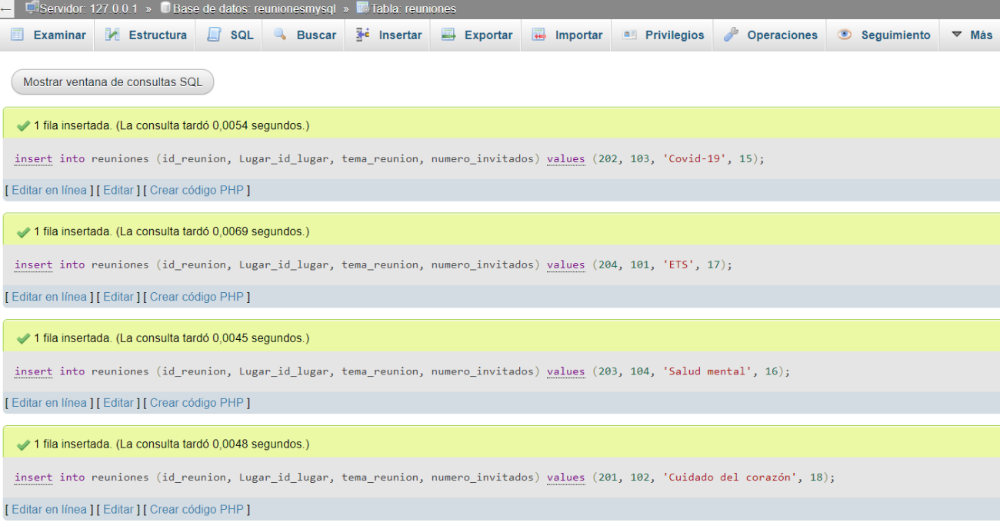 ← Servidor: 127.0.0.1 » Base de datos: reunionesmysql » Tabla: reuniones
Examinar Estructura SQL Buscar Insertar Exportar Importar Privilegios Operaciones Seguimiento Más
Mostrar ventana de consultas SQL
1 fila insertada. (La consulta tardó 0,0054 segundos.)
insert into reuniones (id_reunion, Lugar_id_lugar, tema_reunion, numero_invitados) values (202, 103, 'Covid-19', 15);
[ Editar en línea ] [ Editar ] [ Crear código PHP ]
1 fila insertada. (La consulta tardó 0,0069 segundos.)
insert into reuniones (id_reunion, Lugar_id_lugar, tema_reunion, numero_invitados) values (204, 101, 'ETS', 17);
[ Editar en línea ] [ Editar ] [ Crear código PHP ]
1 fila insertada. (La consulta tardó 0,0045 segundos.)
insert into reuniones (id_reunion, Lugar_id_lugar, tema_reunion, numero_invitados) values (203, 104, 'Salud mental', 16);
[ Editar en línea ] [ Editar ] [ Crear código PHP ]
1 fila insertada. (La consulta tardó 0,0048 segundos.)
insert into reuniones (id_reunion, Lugar_id_lugar, tema_reunion, numero_invitados) values (201, 102, 'Cuidado del corazón', 18);
[ Editar en línea ] [ Editar ] [ Crear código PHP ]